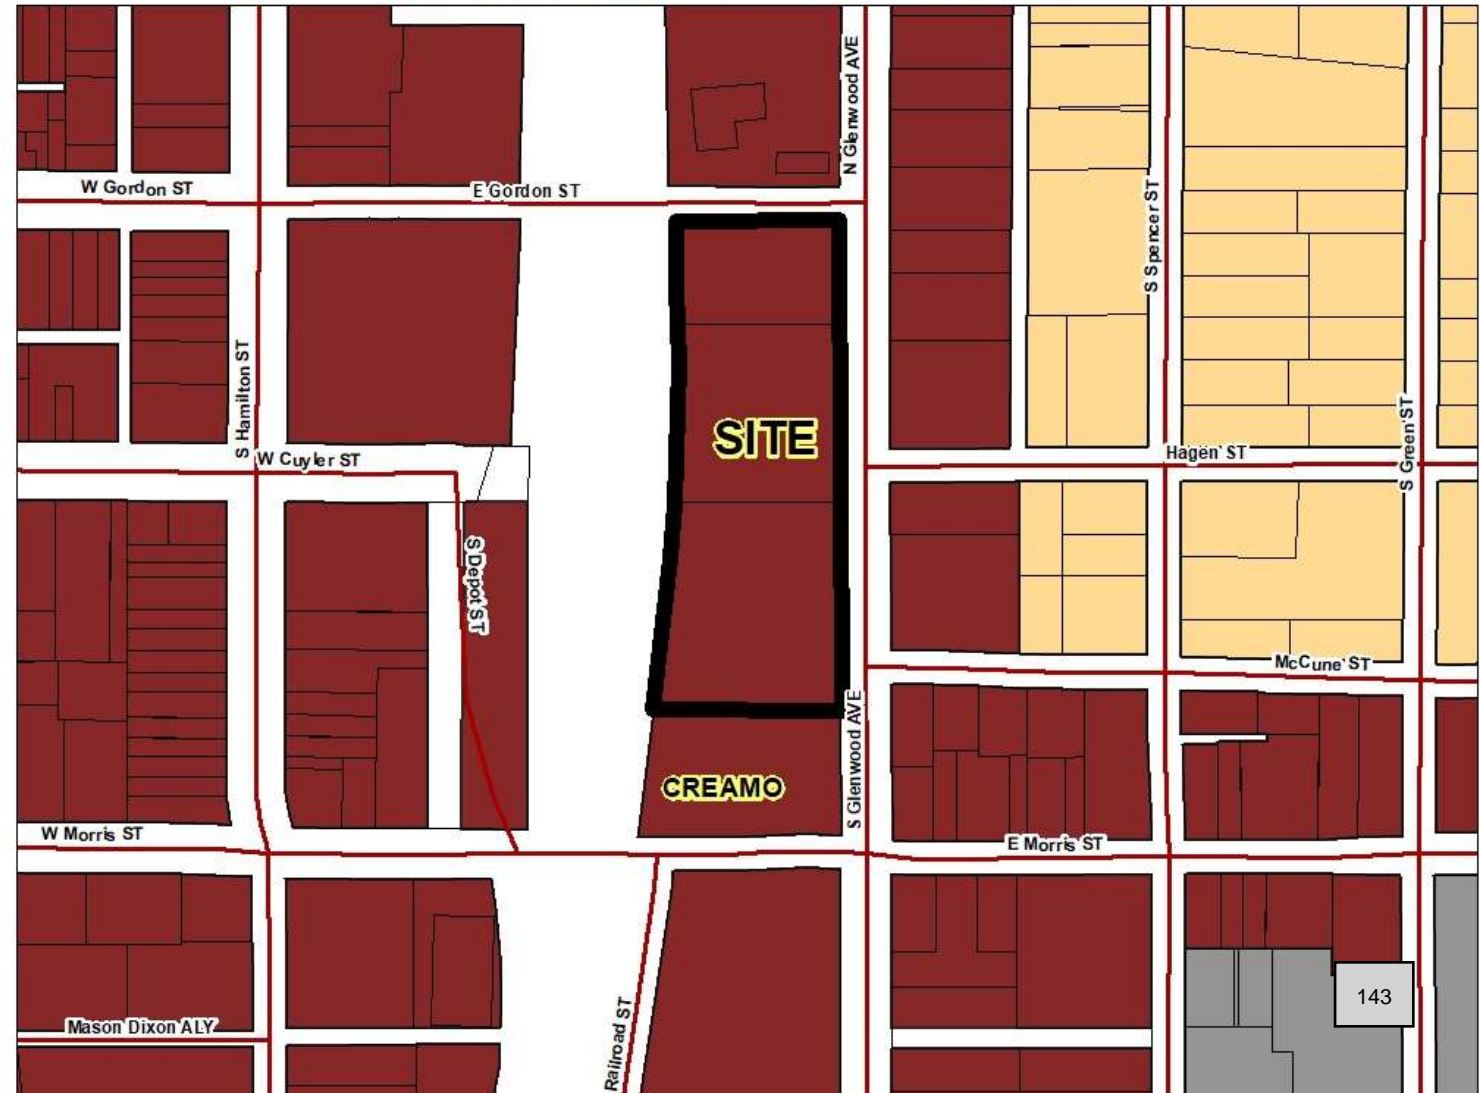 N Glenwood AVE
W Gordon ST
E Gordon ST
S Spencer ST
S Hamilton ST
SITE
W Cuyler ST
Hagen ST
S Green ST
S Depot ST
McCune ST
S Glenwood AVE
CREAMO
W Morris ST
E Morris ST
143
Mason Dixon ALY
Railroad ST